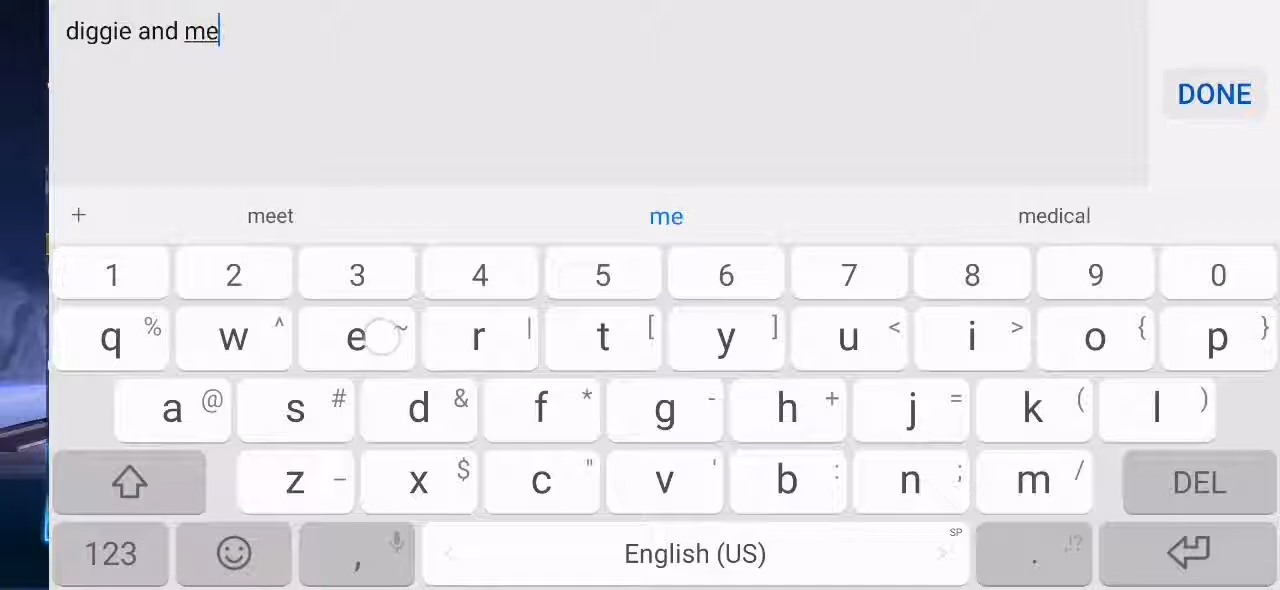 diggie and me
DONE
+ meet me medical
1 2 3 4 5 6 7 8 9 0
q % w ^ e ~ r | t [ y ] u < i > o { p }
a @ s # d & f * g - h + j = k ( l )
z _ x $ c " v ' b : n ; m / DEL
123 , < English (US) > SP . ,!?